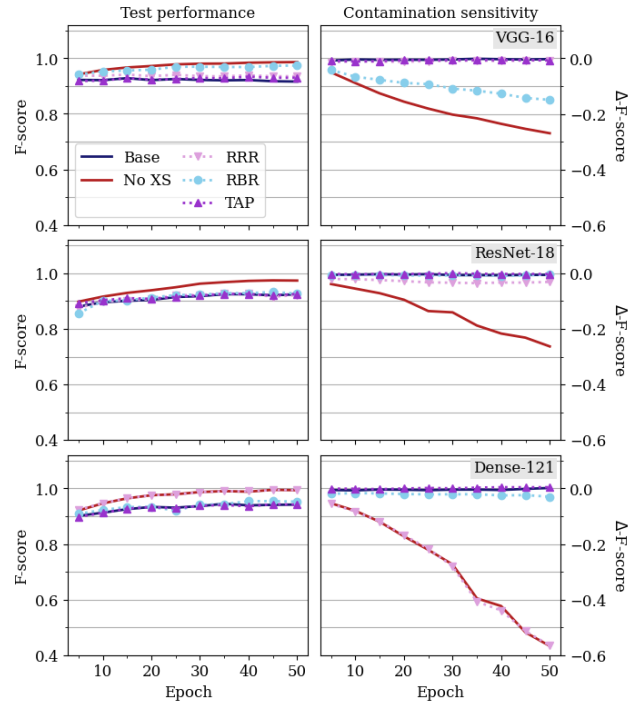 Test performance
Contamination sensitivity
VGG-16
1.0
0.8
0.6
0.4
F-score
Base
No XS
RRR
RBR
TAP
0.0
−0.2
−0.4
−0.6
Δ-F-score
ResNet-18
1.0
0.8
0.6
0.4
F-score
0.0
−0.2
−0.4
−0.6
Δ-F-score
Dense-121
1.0
0.8
0.6
0.4
F-score
0.0
−0.2
−0.4
−0.6
Δ-F-score
10 20 30 40 50
10 20 30 40 50
Epoch
Epoch